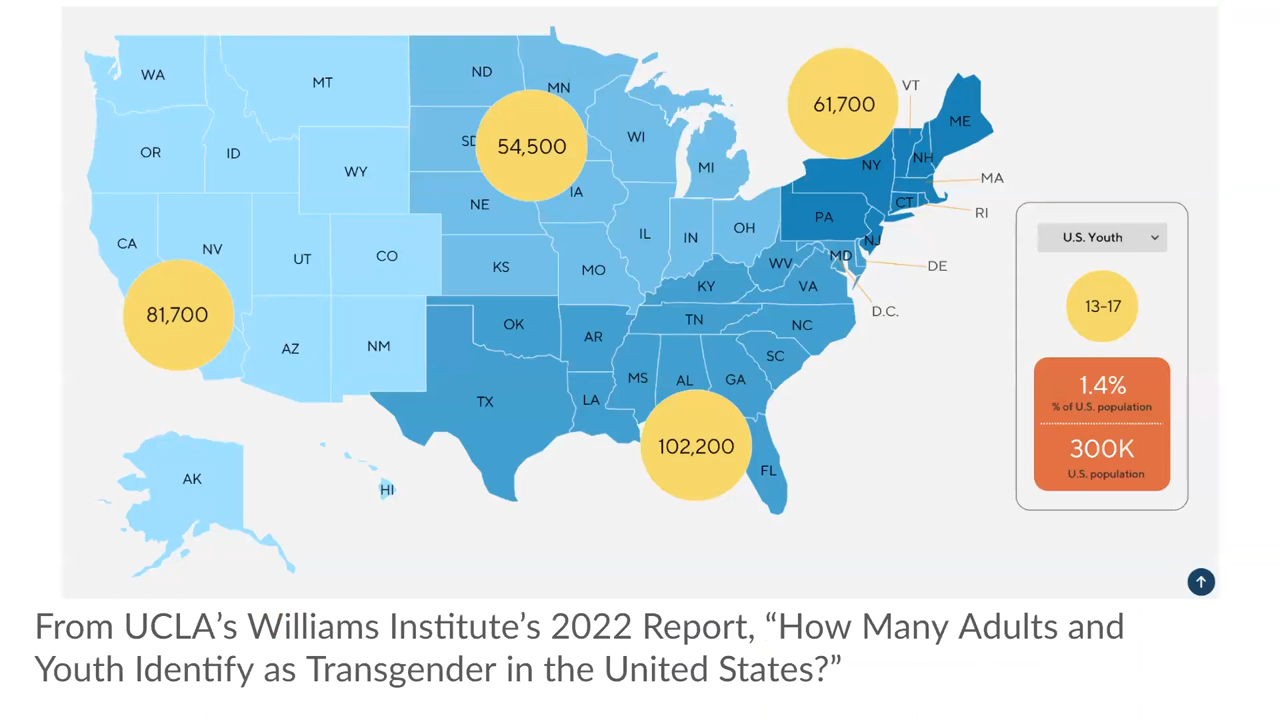 WA
MT
ND
MN
61,700
VT
ME
OR
ID
WY
SD
54,500
WI
MI
NY
NH
MA
RI
CT
NE
IA
PA
CA
NV
UT
CO
KS
MO
IL
IN
OH
NJ
MD
DE
WV
VA
KY
D.C.
81,700
AZ
NM
OK
AR
TN
NC
SC
TX
LA
MS
AL
GA
102,200
FL
AK
HI
U.S. Youth
13-17
1.4%
% of U.S. population
300K
U.S. population
From UCLA's Williams Institute's 2022 Report, “How Many Adults and
Youth Identify as Transgender in the United States?”